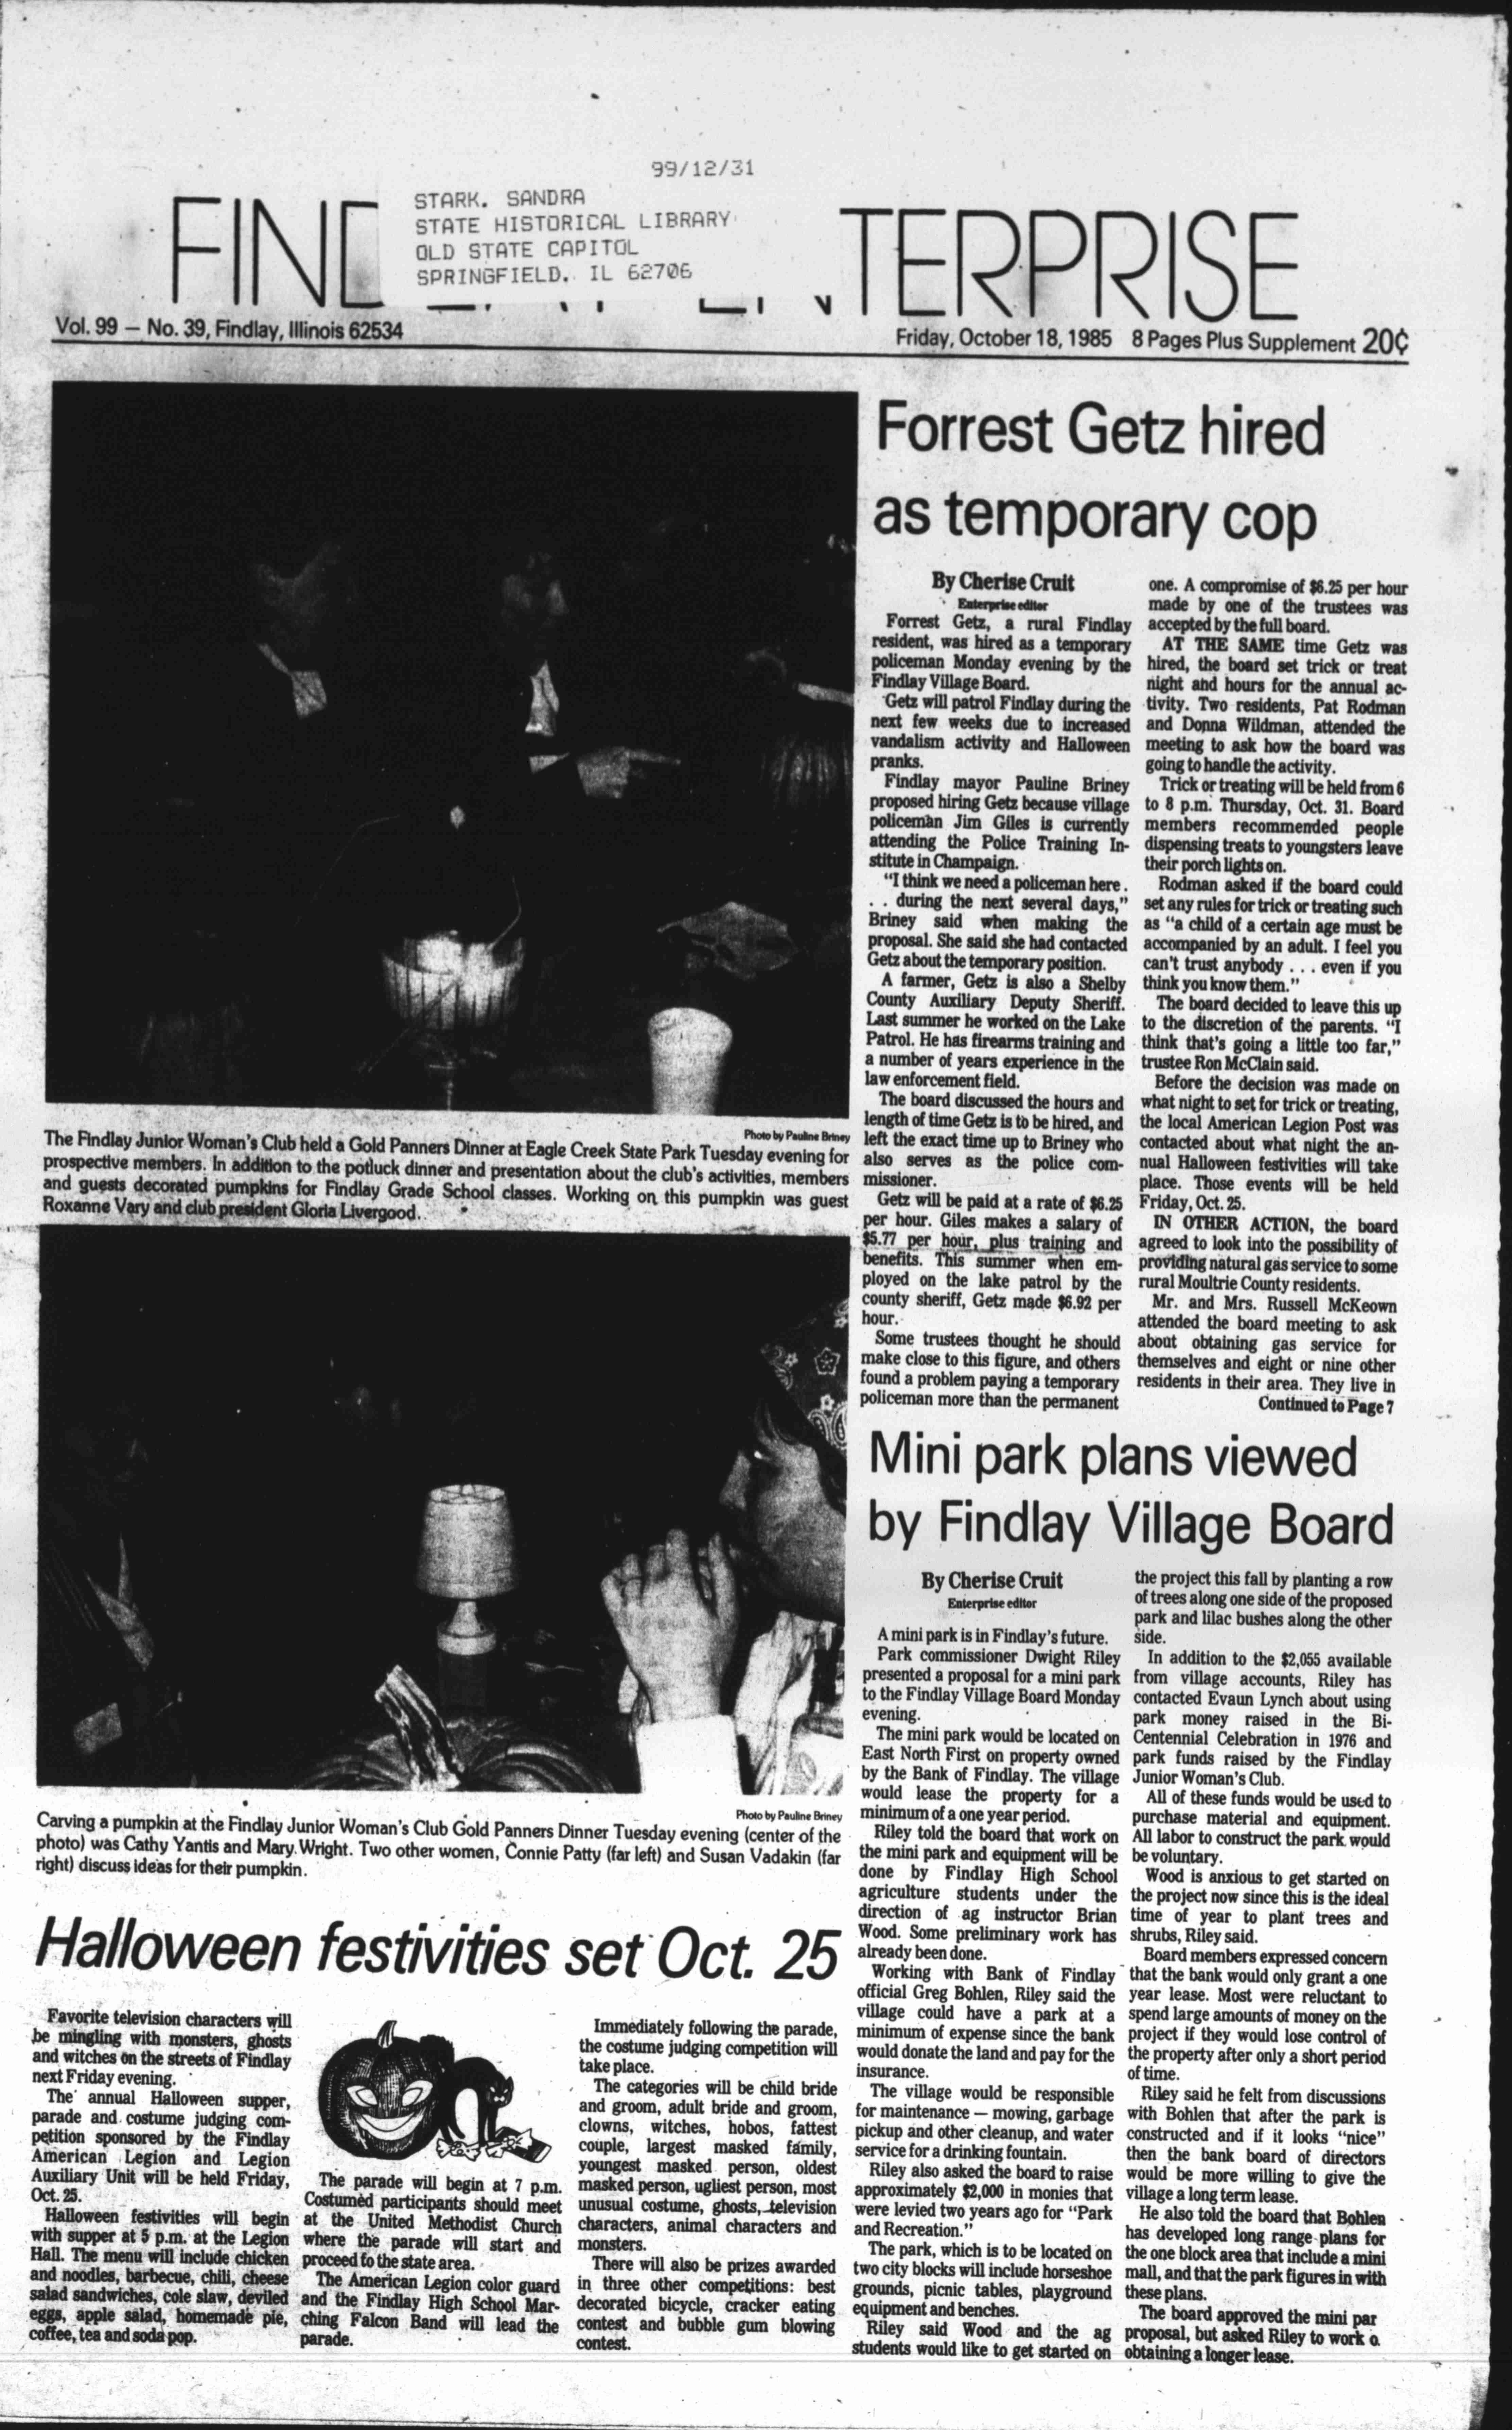 99/12/31
STARK. SANDRA
STATE HISTORICAL LIBRARY
OLD STATE CAPITOL
SPRINGFIELD. IL 62706
TERPRISE
Vol. 99 — No. 39, Findlay, Illinois 62534
Friday, October 18, 1985 8 Pages Plus Supplement 20¢
Photo by Pauline Briney
The Findlay Junior Woman's Club held a Gold Panners Dinner at Eagle Creek State Park Tuesday evening for
prospective members. In addition to the potluck dinner and presentation about the club's activities, members
and guests decorated pumpkins for Findlay Grade School classes. Working on this pumpkin was guest
Roxanne Vary and club president Gloria Livergood.
Photo by Pauline Briney
Carving a pumpkin at the Findlay Junior Woman's Club Gold Panners Dinner Tuesday evening (center of the
photo) was Cathy Yantis and Mary Wright. Two other women, Connie Patty (far left) and Susan Vadakin (far
right) discuss ideas for their pumpkin.
Forrest Getz hired
as temporary cop
By Cherise Cruit
Enterprise editor
Forrest Getz, a rural Findlay
resident, was hired as a temporary
policeman Monday evening by the
Findlay Village Board.
Getz will patrol Findlay during the
next few weeks due to increased
vandalism activity and Halloween
pranks.
Findlay mayor Pauline Briney
proposed hiring Getz because village
policeman Jim Giles is currently
attending the Police Training In-
stitute in Champaign.
"I think we need a policeman here .
. . during the next several days,"
Briney said when making the
proposal. She said she had contacted
Getz about the temporary position.
A farmer, Getz is also a Shelby
County Auxiliary Deputy Sheriff.
Last summer he worked on the Lake
Patrol. He has firearms training and
a number of years experience in the
law enforcement field.
The board discussed the hours and
length of time Getz is to be hired, and
left the exact time up to Briney who
also serves as the police com-
missioner.
Getz will be paid at a rate of $6.25
per hour. Giles makes a salary of
$5.77 per hour, plus training and
benefits. This summer when em-
ployed on the lake patrol by the
county sheriff, Getz made $6.92 per
hour.
Some trustees thought he should
make close to this figure, and others
found a problem paying a temporary
policeman more than the permanent
one. A compromise of $6.25 per hour
made by one of the trustees was
accepted by the full board.
AT THE SAME time Getz was
hired, the board set trick or treat
night and hours for the annual ac-
tivity. Two residents, Pat Rodman
and Donna Wildman, attended the
meeting to ask how the board was
going to handle the activity.
Trick or treating will be held from 6
to 8 p.m. Thursday, Oct. 31. Board
members recommended people
dispensing treats to youngsters leave
their porch lights on.
Rodman asked if the board could
set any rules for trick or treating such
as "a child of a certain age must be
accompanied by an adult. I feel you
can't trust anybody . . . even if you
think you know them."
The board decided to leave this up
to the discretion of the parents. "I
think that's going a little too far,"
trustee Ron McClain said.
Before the decision was made on
what night to set for trick or treating,
the local American Legion Post was
contacted about what night the an-
nual Halloween festivities will take
place. Those events will be held
Friday, Oct. 25.
IN OTHER ACTION, the board
agreed to look into the possibility of
providing natural gas service to some
rural Moultrie County residents.
Mr. and Mrs. Russell McKeown
attended the board meeting to ask
about obtaining gas service for
themselves and eight or nine other
residents in their area. They live in
Continued to Page 7
Mini park plans viewed
by Findlay Village Board
By Cherise Cruit
Enterprise editor
A mini park is in Findlay's future.
Park commissioner Dwight Riley
presented a proposal for a mini park
to the Findlay Village Board Monday
evening.
The mini park would be located on
East North First on property owned
by the Bank of Findlay. The village
would lease the property for a
minimum of a one year period.
Riley told the board that work on
the mini park and equipment will be
done by Findlay High School
agriculture students under the
direction of ag instructor Brian
Wood. Some preliminary work has
already been done.
Working with Bank of Findlay
official Greg Bohlen, Riley said the
village could have a park at a
minimum of expense since the bank
would donate the land and pay for the
insurance.
The village would be responsible
for maintenance — mowing, garbage
pickup and other cleanup, and water
service for a drinking fountain.
Riley also asked the board to raise
approximately $2,000 in monies that
were levied two years ago for "Park
and Recreation."
The park, which is to be located on
two city blocks will include horseshoe
grounds, picnic tables, playground
equipment and benches.
Riley said Wood and the ag
students would like to get started on
the project this fall by planting a row
of trees along one side of the proposed
park and lilac bushes along the other
side.
In addition to the $2,055 available
from village accounts, Riley has
contacted Evaun Lynch about using
park money raised in the Bi-
Centennial Celebration in 1976 and
park funds raised by the Findlay
Junior Woman's Club.
All of these funds would be used to
purchase material and equipment.
All labor to construct the park would
be voluntary.
Wood is anxious to get started on
the project now since this is the ideal
time of year to plant trees and
shrubs, Riley said.
Board members expressed concern
that the bank would only grant a one
year lease. Most were reluctant to
spend large amounts of money on the
project if they would lose control of
the property after only a short period
of time.
Riley said he felt from discussions
with Bohlen that after the park is
constructed and if it looks "nice"
then the bank board of directors
would be more willing to give the
village a long term lease.
He also told the board that Bohlen
has developed long range plans for
the one block area that include a mini
mall, and that the park figures in with
these plans.
The board approved the mini par
proposal, but asked Riley to work o
obtaining a longer lease.
Halloween festivities set Oct. 25
Favorite television characters will
be mingling with monsters, ghosts
and witches on the streets of Findlay
next Friday evening.
The annual Halloween supper,
parade and costume judging com-
petition sponsored by the Findlay
American Legion and Legion
Auxiliary Unit will be held Friday,
Oct. 25.
Halloween festivities will begin
with supper at 5 p.m. at the Legion
Hall. The menu will include chicken
and noodles, barbecue, chili, cheese
salad sandwiches, cole slaw, deviled
eggs, apple salad, homemade pie,
coffee, tea and soda pop.
The parade will begin at 7 p.m.
Costumed participants should meet
at the United Methodist Church
where the parade will start and
proceed to the state area.
The American Legion color guard
and the Findlay High School Mar-
ching Falcon Band will lead the
parade.
Immediately following the parade,
the costume judging competition will
take place.
The categories will be child bride
and groom, adult bride and groom,
clowns, witches, hobos, fattest
couple, largest masked family,
youngest masked person, oldest
masked person, ugliest person, most
unusual costume, ghosts, television
characters, animal characters and
monsters.
There will also be prizes awarded
in three other competitions: best
decorated bicycle, cracker eating
contest and bubble gum blowing
contest.